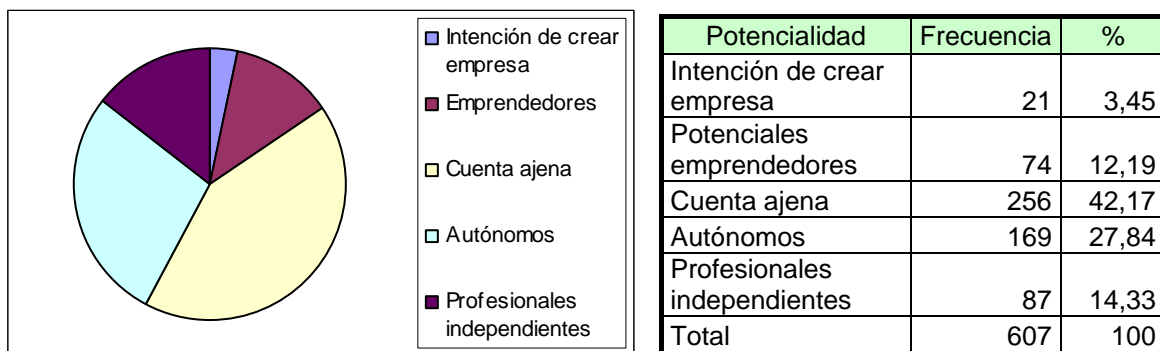 Intención de crear
empresa
Emprendedores
Cuenta ajena
Autónomos
Profesionales
independientes
Potencialidad Frecuencia %
Intención de crear
empresa 21 3,45
Potenciales
emprendedores 74 12,19
Cuenta ajena 256 42,17
Autónomos 169 27,84
Profesionales
independientes 87 14,33
Total 607 100